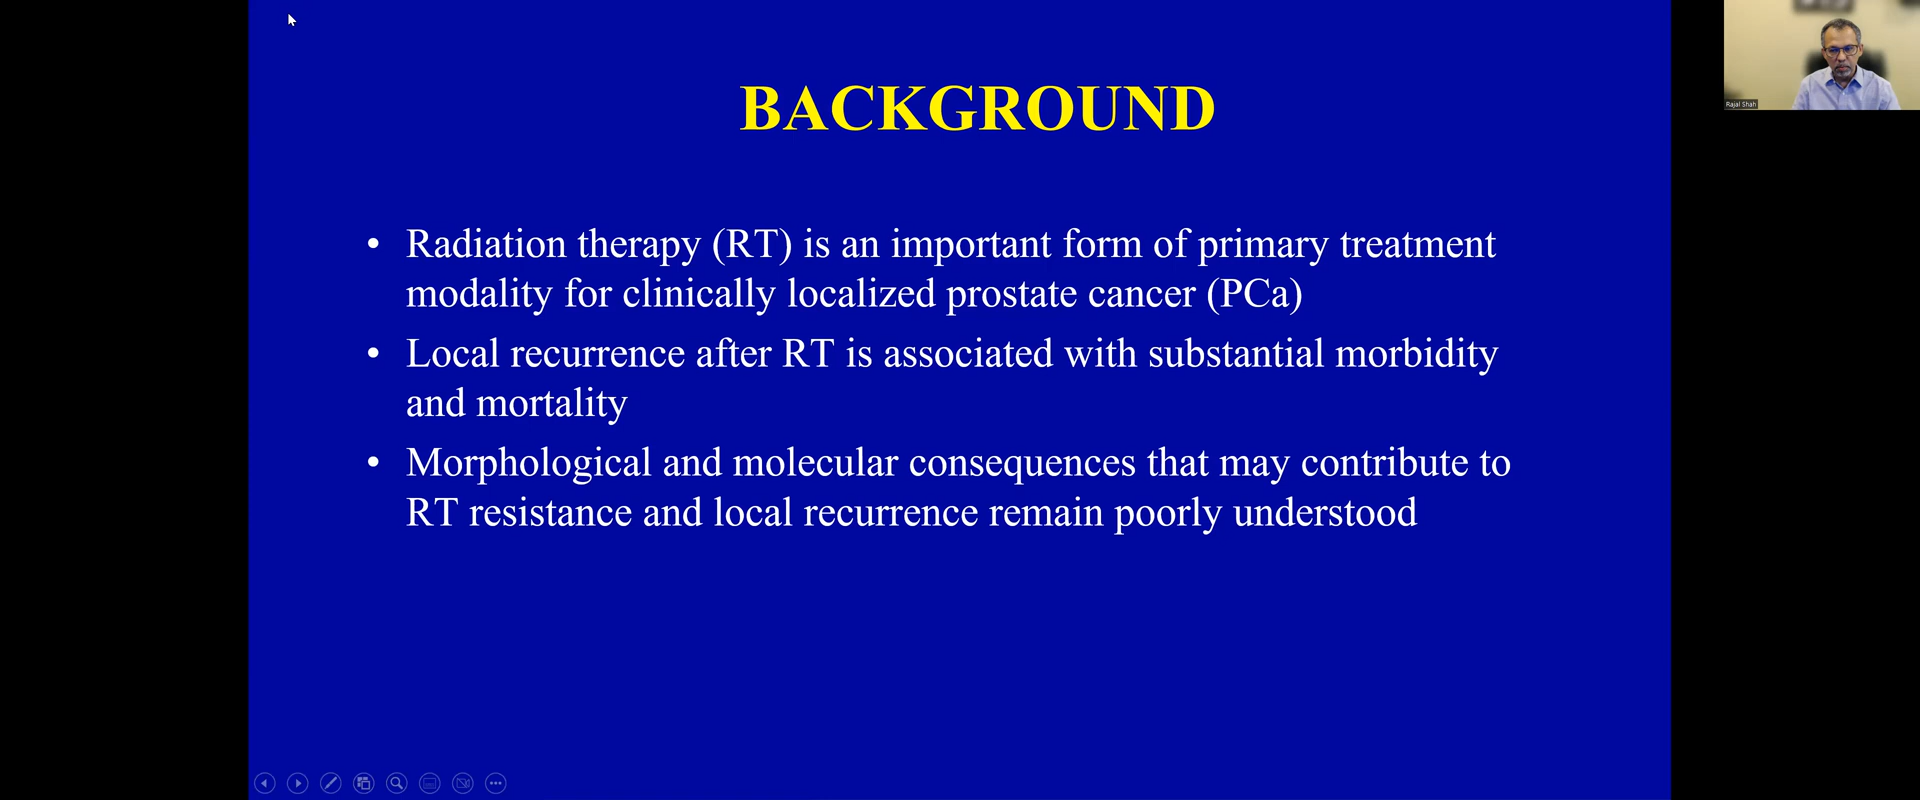 BACKGROUND
• Radiation therapy (RT) is an important form of primary treatment
modality for clinically localized prostate cancer (PCa)
• Local recurrence after RT is associated with substantial morbidity
and mortality
• Morphological and molecular consequences that may contribute to
RT resistance and local recurrence remain poorly understood
Rajal Shah